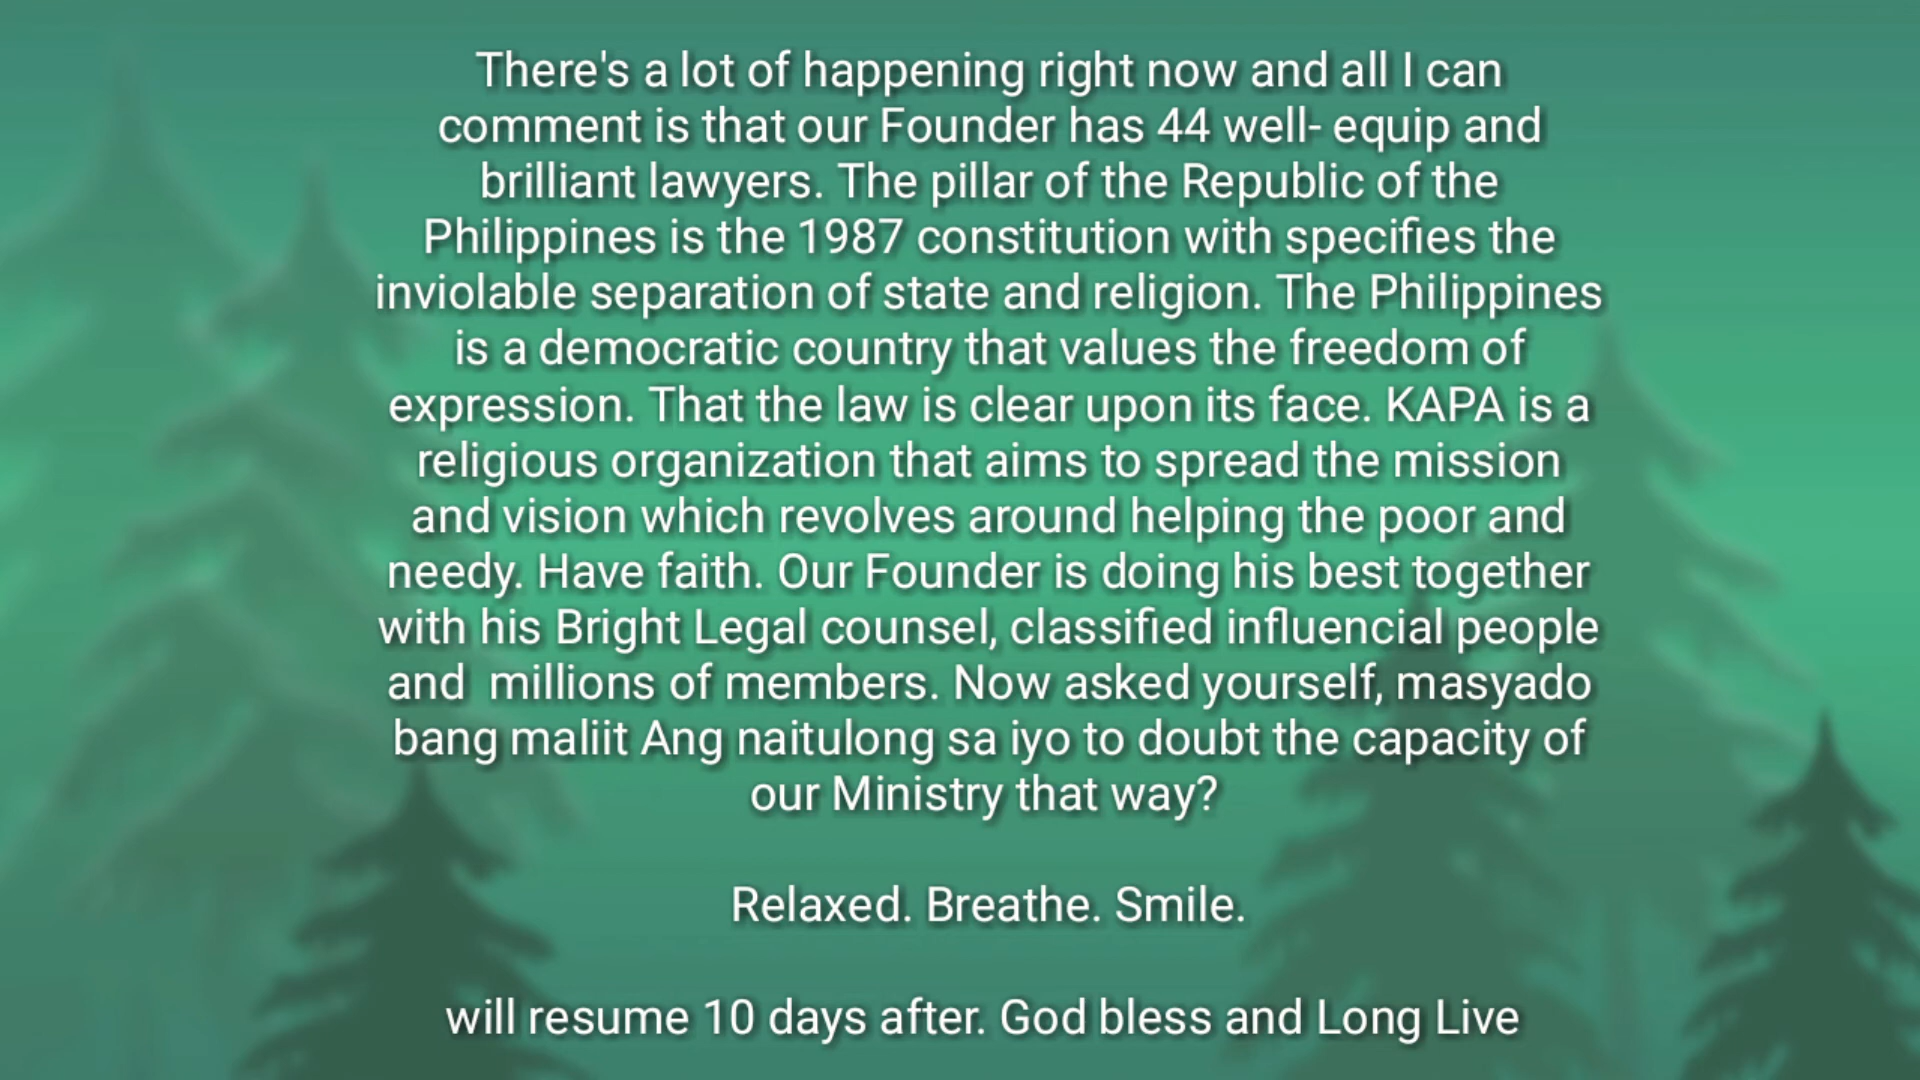 There's a lot of happening right now and all I can
comment is that our Founder has 44 well- equip and
brilliant lawyers. The pillar of the Republic of the
Philippines is the 1987 constitution with specifies the
inviolable separation of state and religion. The Philippines
is a democratic country that values the freedom of
expression. That the law is clear upon its face. KAPA is a
religious organization that aims to spread the mission
and vision which revolves around helping the poor and
needy. Have faith. Our Founder is doing his best together
with his Bright Legal counsel, classified influencial people
and  millions of members. Now asked yourself, masyado
bang maliit Ang naitulong sa iyo to doubt the capacity of
our Ministry that way?
Relaxed. Breathe. Smile.
will resume 10 days after. God bless and Long Live